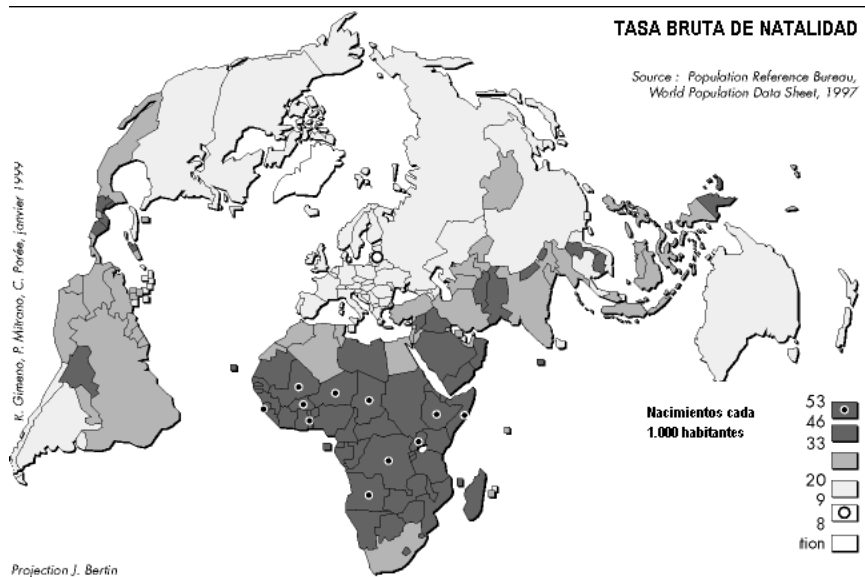 TASA BRUTA DE NATALIDAD
Source : Population Reference Bureau,
World Population Data Sheet, 1997
K. Gimeno, P. Mitrano, C. Porée, janvier 1999
Nacimientos cada
1.000 habitantes
53
46
33
20
9
8
tion
Projection J. Bertin